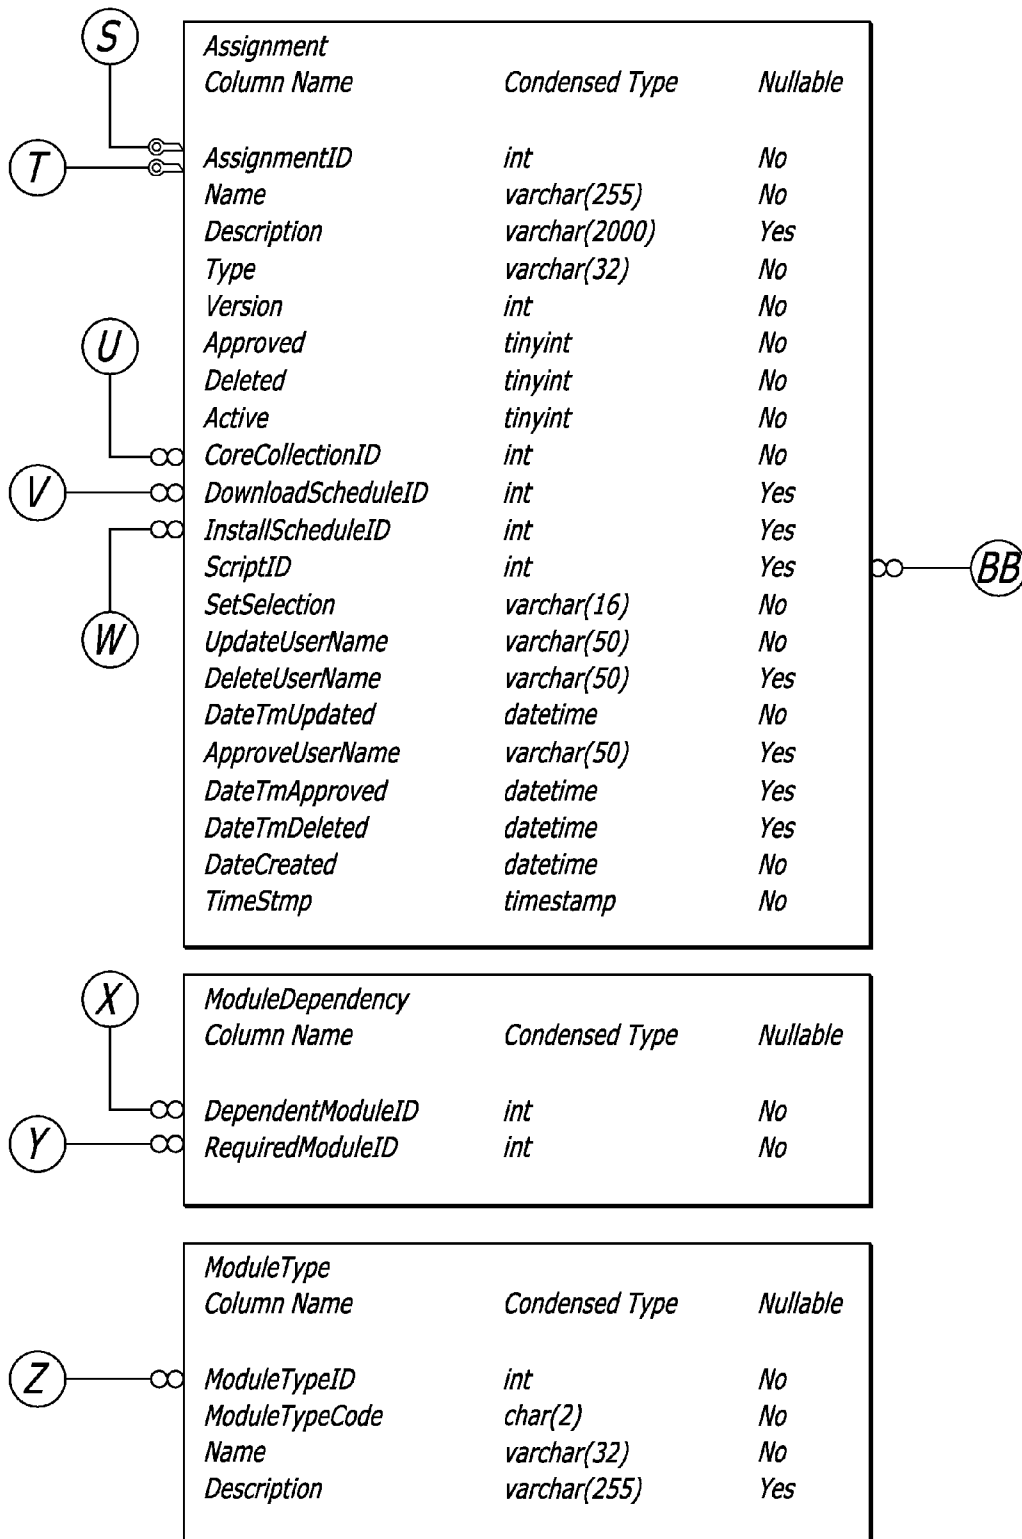 S
Assignment
Column Name Condensed Type Nullable
T
AssignmentID int No
Name varchar(255) No
Description varchar(2000) Yes
Type varchar(32) No
Version int No
U
Approved tinyint No
Deleted tinyint No
Active tinyint No
CoreCollectionID int No
V
DownloadScheduleID int Yes
InstallScheduleID int Yes
ScriptID int Yes
BB
SetSelection varchar(16) No
W
UpdateUserName varchar(50) No
DeleteUserName varchar(50) Yes
DateTmUpdated datetime No
ApproveUserName varchar(50) Yes
DateTmApproved datetime Yes
DateTmDeleted datetime Yes
DateCreated datetime No
TimeStmp timestamp No
X
ModuleDependency
Column Name Condensed Type Nullable
DependentModuleID int No
Y
RequiredModuleID int No
ModuleType
Column Name Condensed Type Nullable
Z
ModuleTypeID int No
ModuleTypeCode char(2) No
Name varchar(32) No
Description varchar(255) Yes